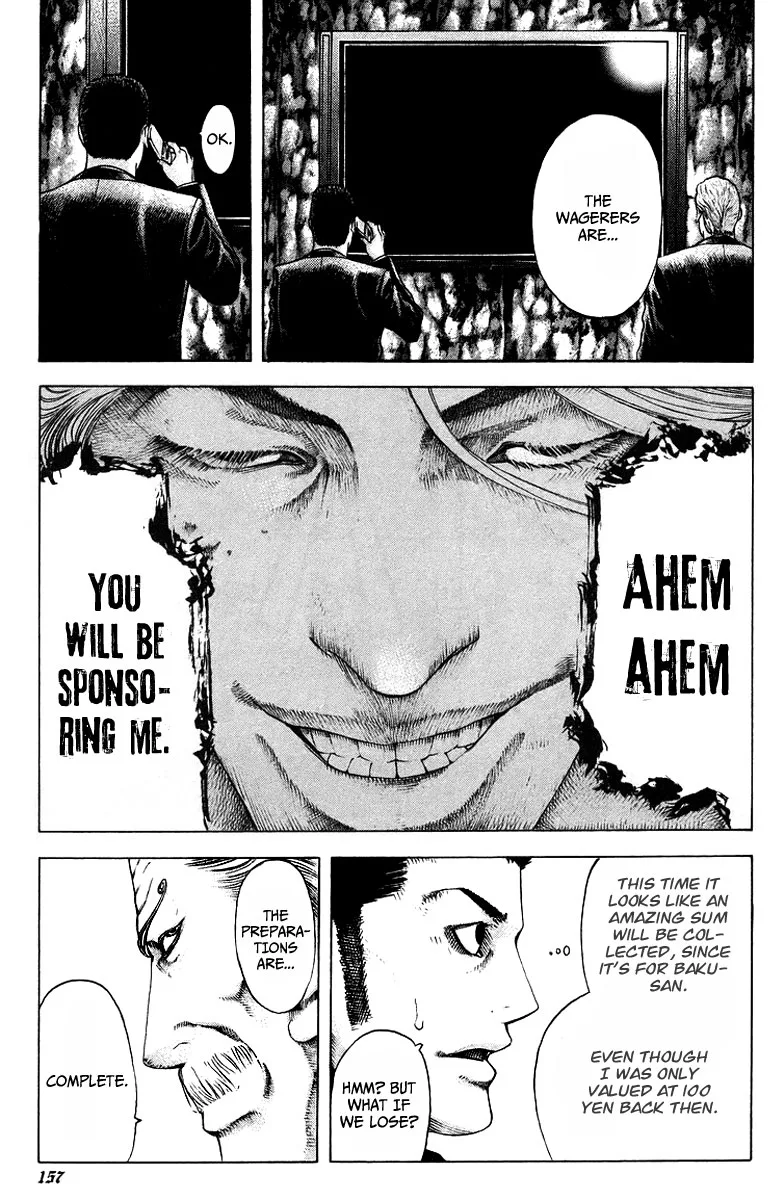 THE
WAGERERS
ARE...
OK.
AHEM
AHEM
YOU
WILL BE
SPONSO-
RING ME.
THIS TIME IT
LOOKS LIKE AN
AMAZING SUM
WILL BE COL-
LECTED, SINCE
IT'S FOR BAKU-
SAN.
EVEN THOUGH
I WAS ONLY
VALUED AT 100
YEN BACK THEN.
HMM? BUT
WHAT IF
WE LOSE?
THE
PREPARA-
TIONS
ARE...
COMPLETE.
157